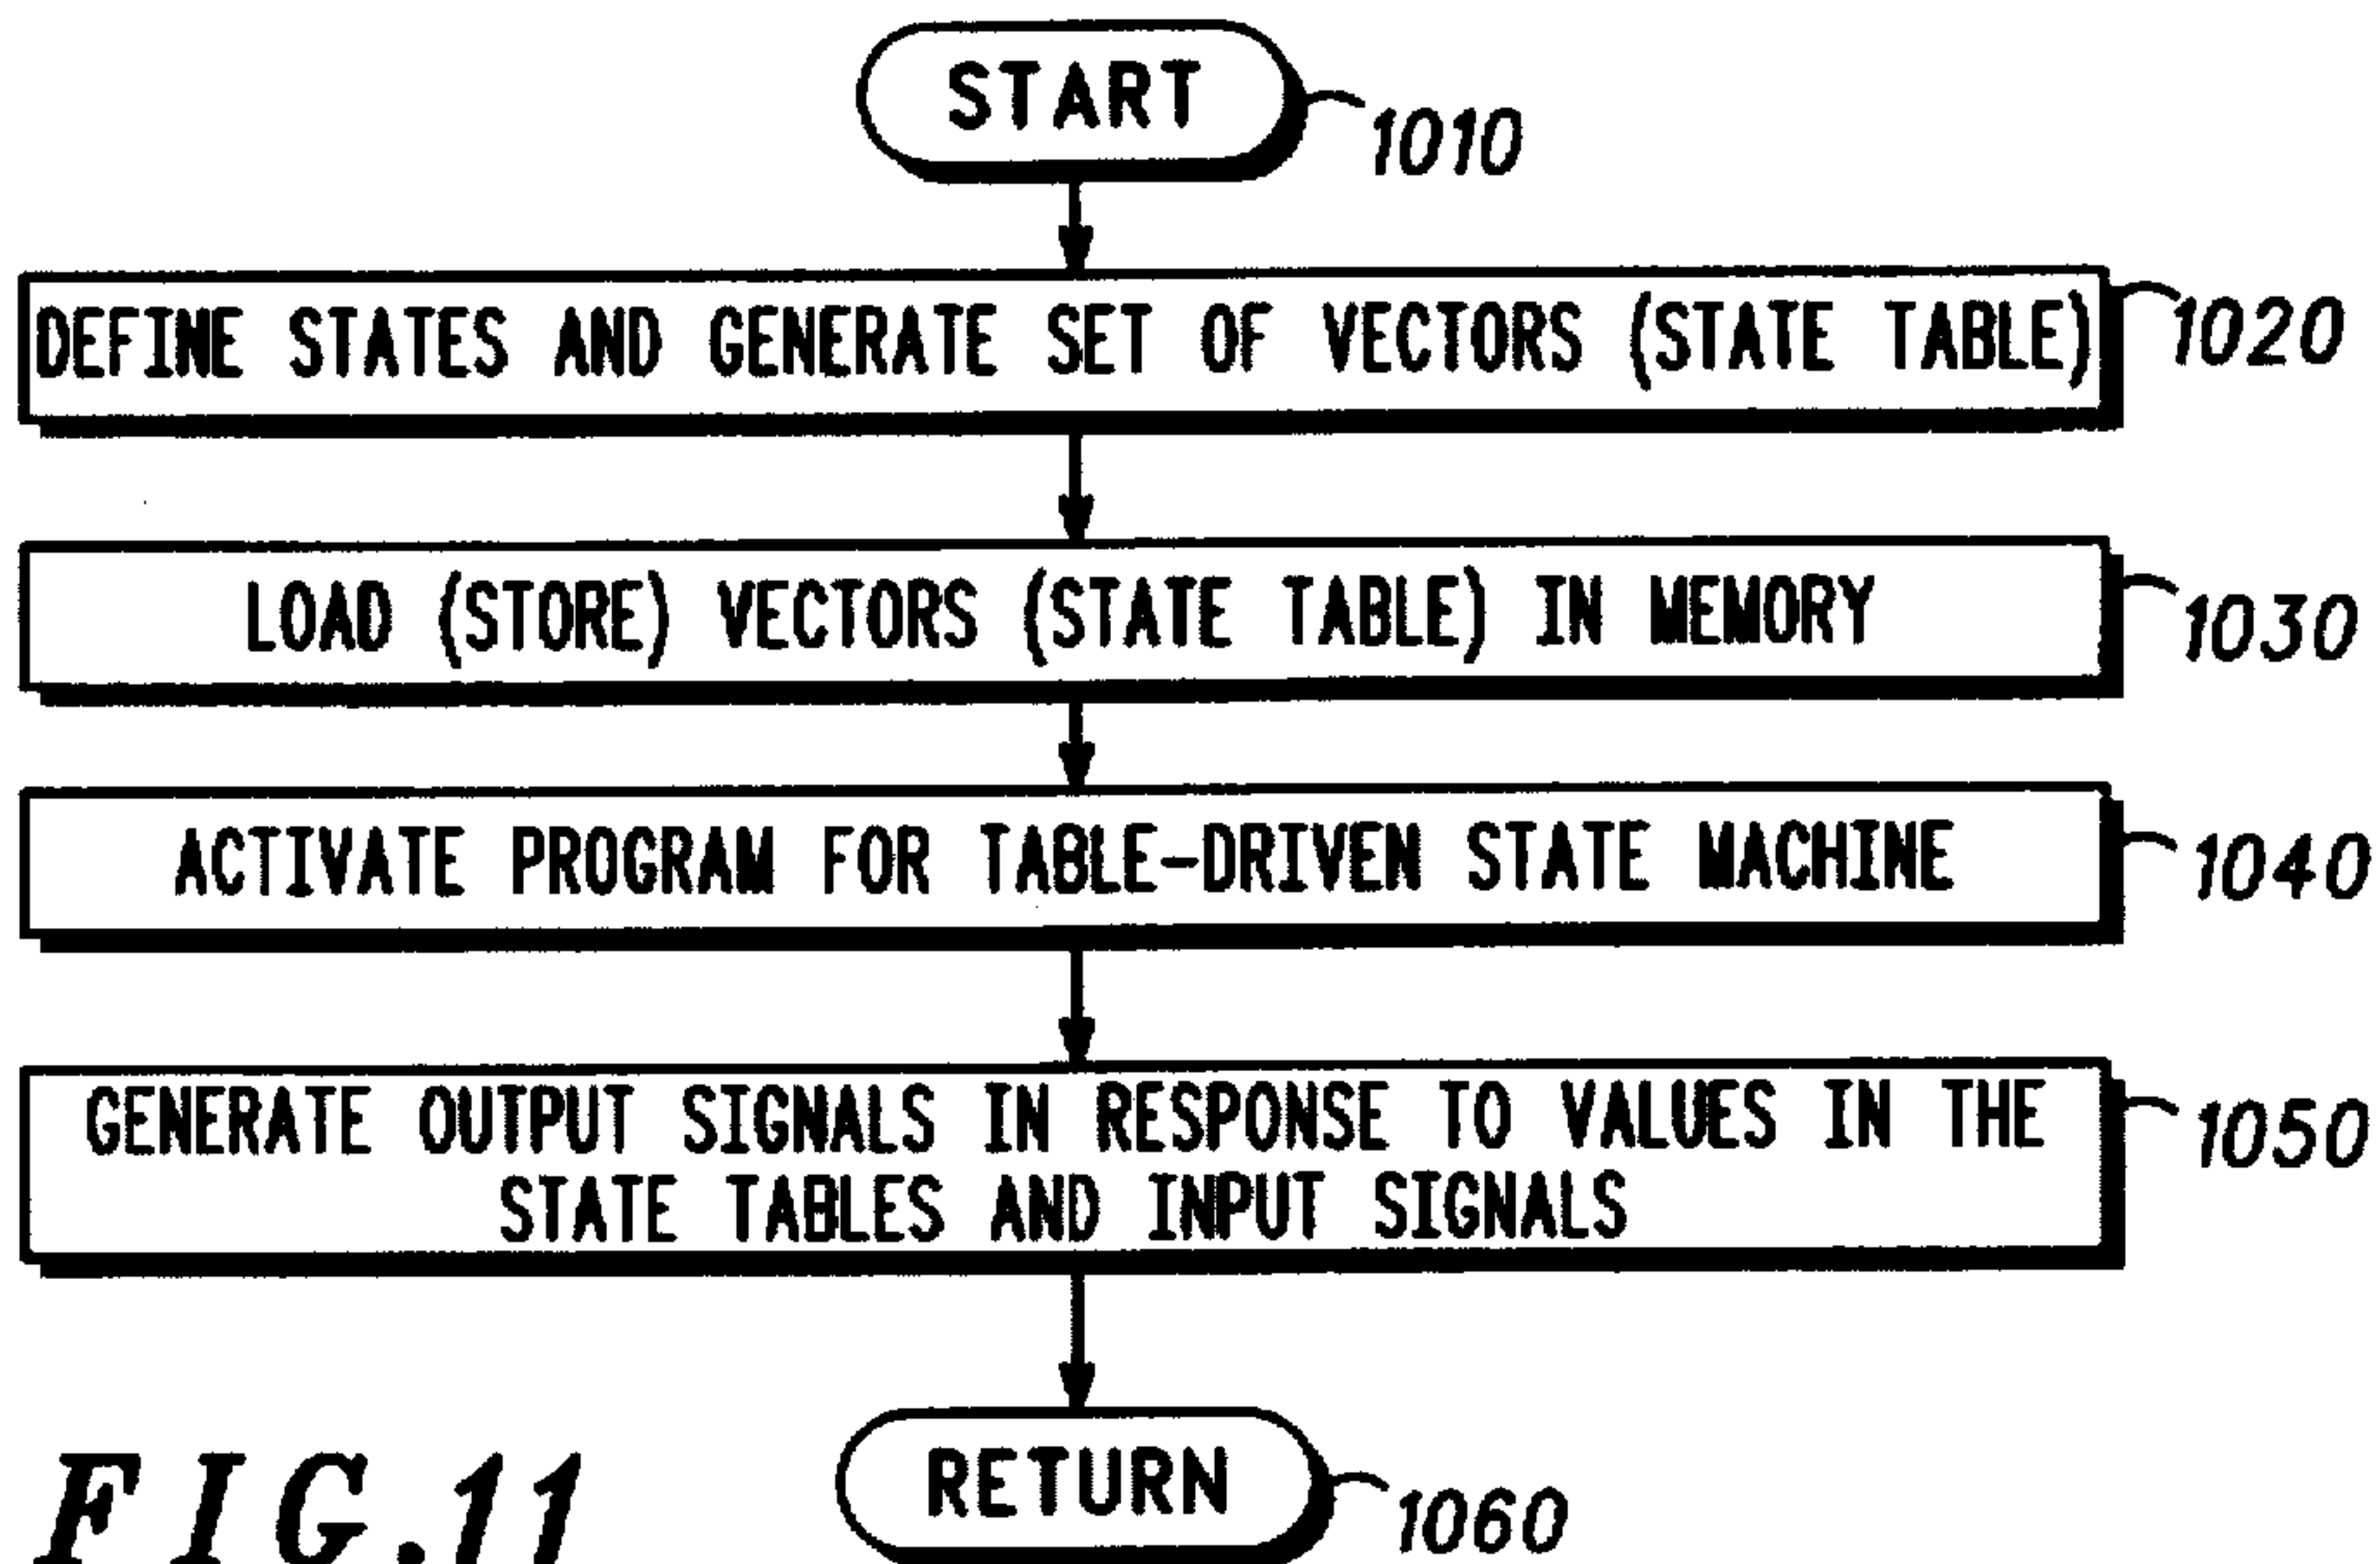 START
1010
DEFINE STATES AND GENERATE SET OF VECTORS (STATE TABLE)
1020
LOAD (STORE) VECTORS (STATE TABLE) IN MEMORY
1030
ACTIVATE PROGRAM FOR TABLE-DRIVEN STATE MACHINE
1040
GENERATE OUTPUT SIGNALS IN RESPONSE TO VALUES IN THE
STATE TABLES AND INPUT SIGNALS
1050
RETURN
1060
FIG.11